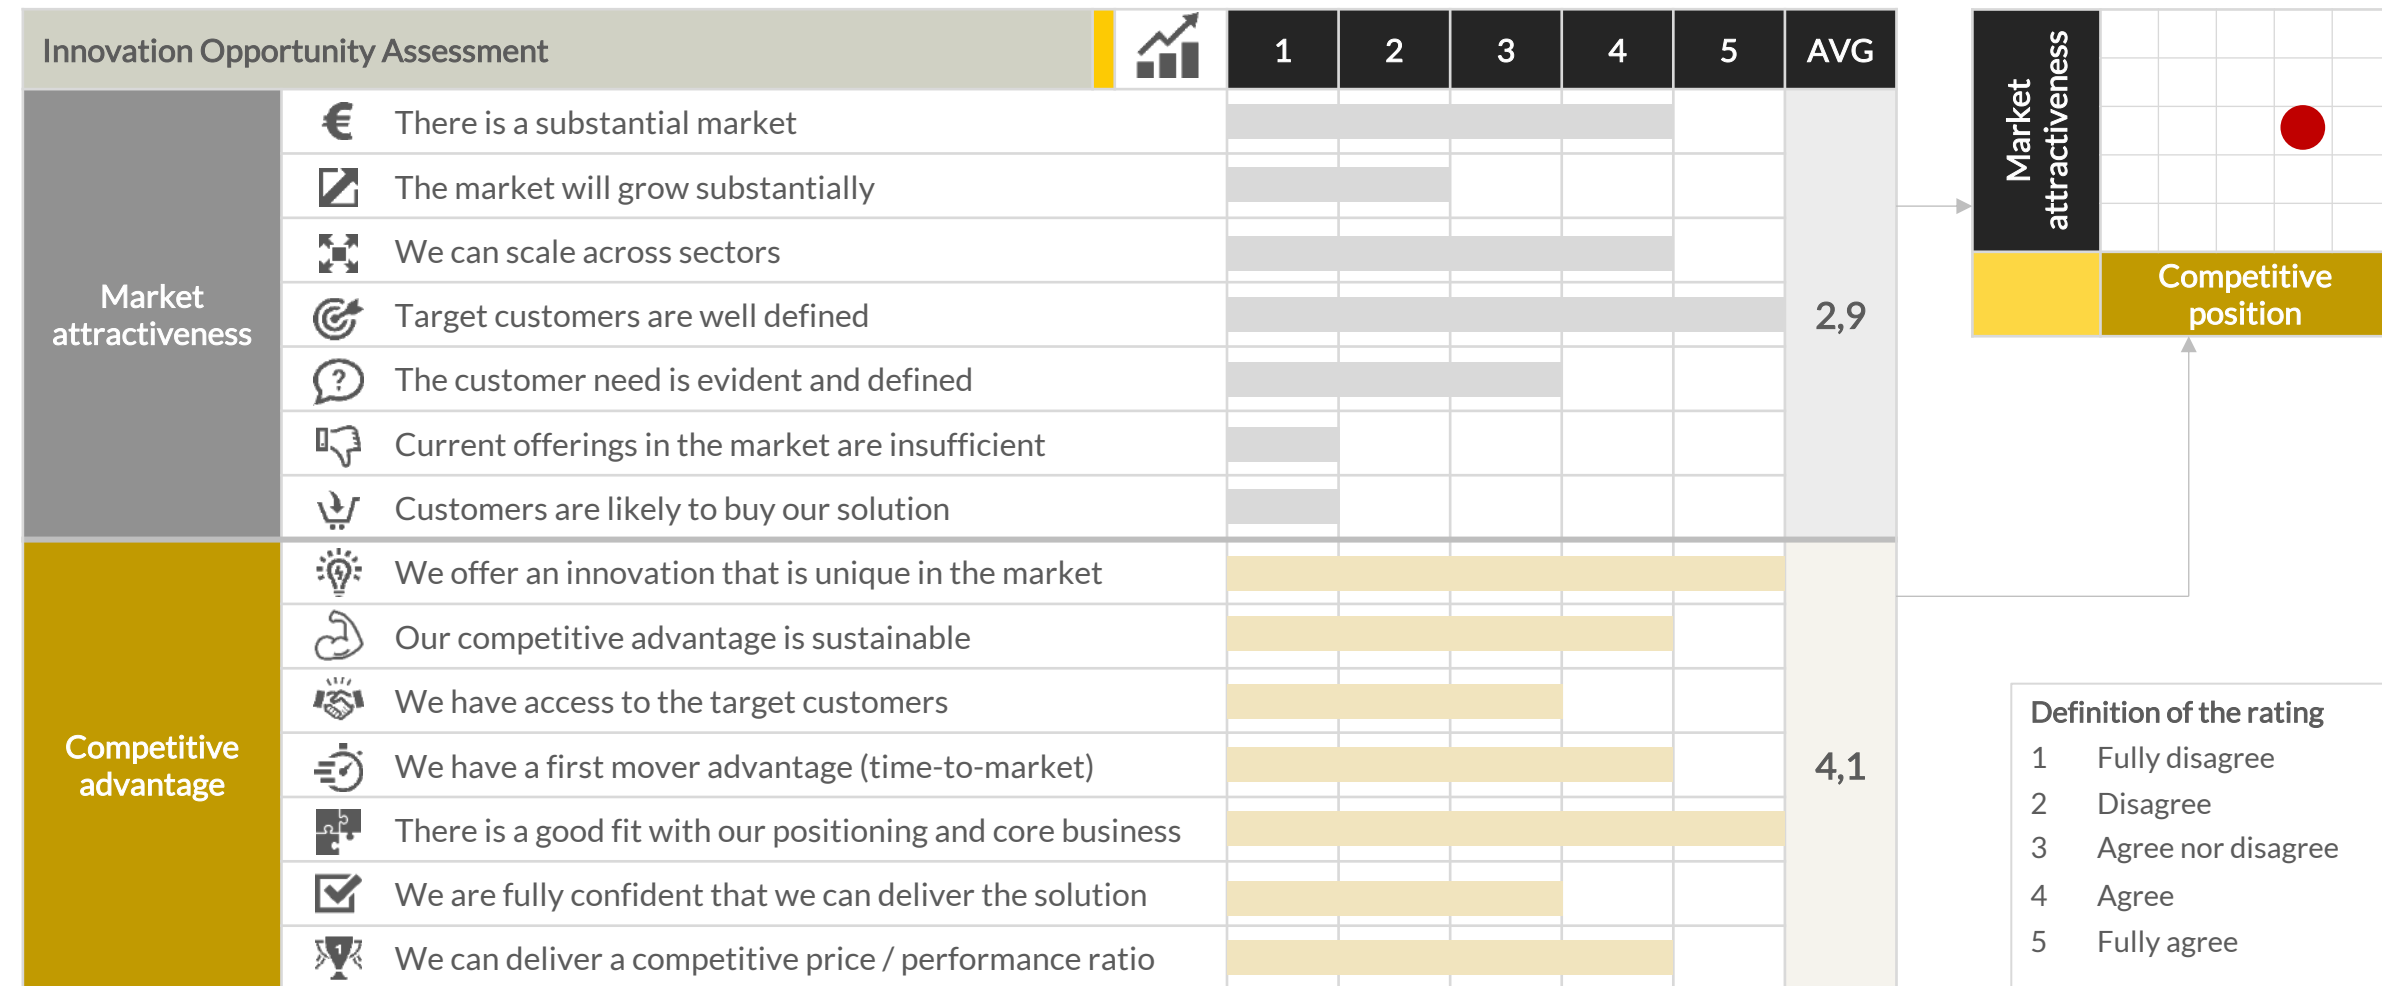 Innovation Opportunity Assessment
1 2 3 4 5 AVG
Market attractiveness
There is a substantial market
The market will grow substantially
We can scale across sectors
Target customers are well defined
The customer need is evident and defined
Current offerings in the market are insufficient
Customers are likely to buy our solution
2,9
Competitive
advantage
We offer an innovation that is unique in the market
Our competitive advantage is sustainable
We have access to the target customers
We have a first mover advantage (time-to-market)
There is a good fit with our positioning and core business
We are fully confident that we can deliver the solution
1
We can deliver a competitive price / performance ratio
4,1
Market
attractiveness
Competitive
position
Definition of the rating
1 Fully disagree
2 Disagree
3 Agree nor disagree
4 Agree
5 Fully agree